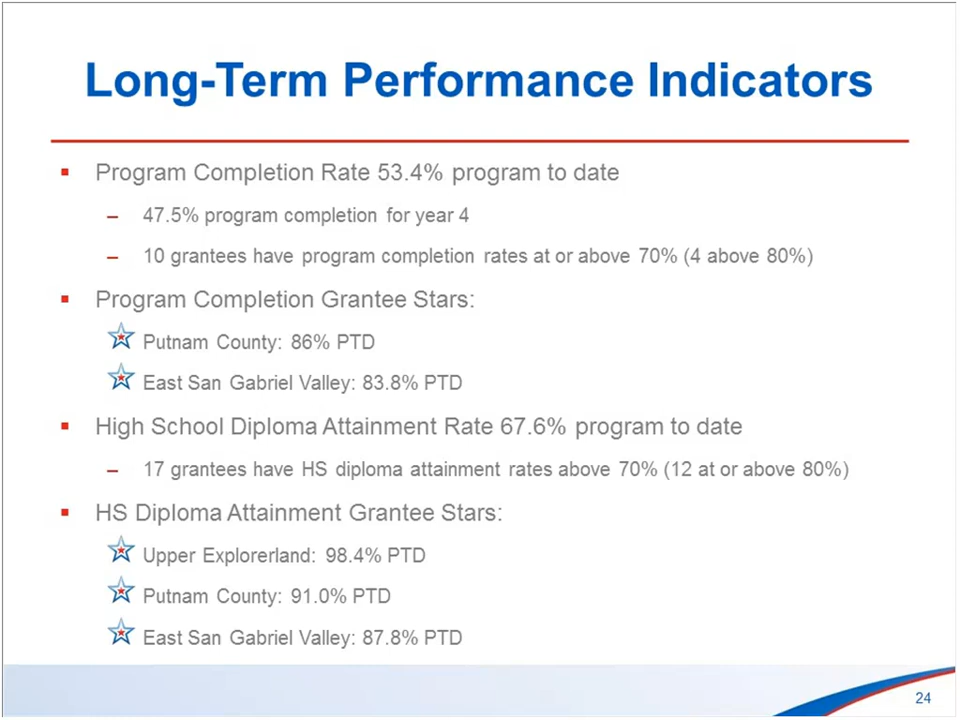 Long-Term Performance Indicators
▪ Program Completion Rate 53.4% program to date
– 47.5% program completion for year 4
– 10 grantees have program completion rates at or above 70% (4 above 80%)
▪ Program Completion Grantee Stars:
Putnam County: 86% PTD
East San Gabriel Valley: 83.8% PTD
▪ High School Diploma Attainment Rate 67.6% program to date
– 17 grantees have HS diploma attainment rates above 70% (12 at or above 80%)
▪ HS Diploma Attainment Grantee Stars:
Upper Explorerland: 98.4% PTD
Putnam County: 91.0% PTD
East San Gabriel Valley: 87.8% PTD
24